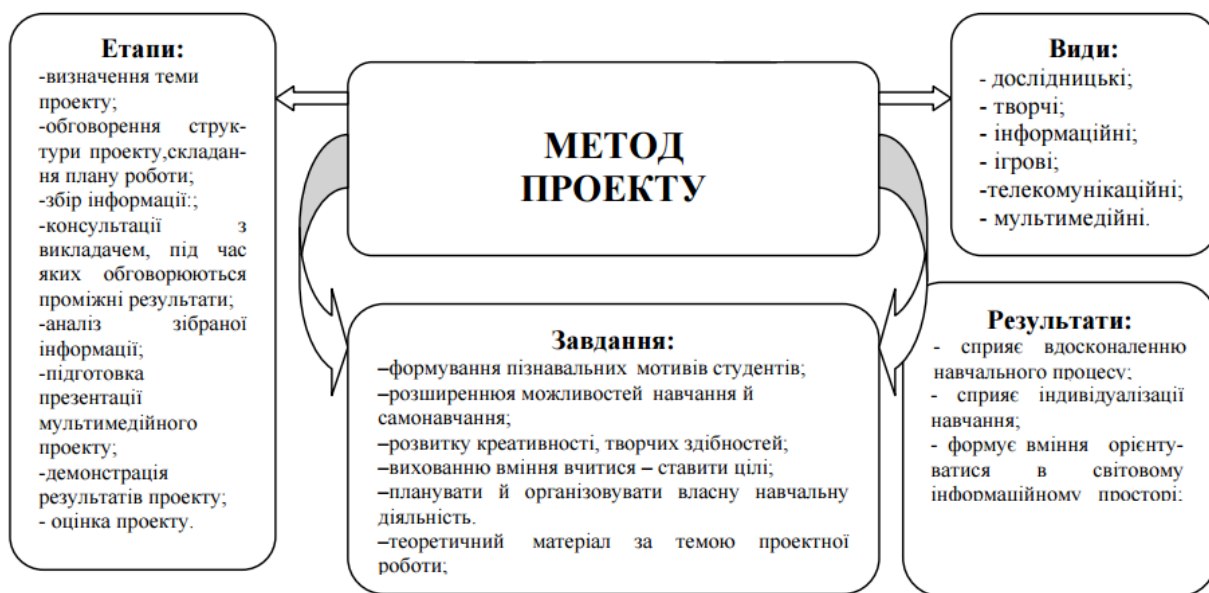 Етапи:
-визначення теми
проекту;
-обговорення струк-
тури проекту,складан-
ня плану роботи;
-збір інформації:;
-консультації з
викладачем, під час
яких обговорюються
проміжні результати;
-аналіз зібраної
інформації;
-підготовка
презентації
мультимедійного
проекту;
-демонстрація
результатів проекту;
- оцінка проекту.
МЕТОД
ПРОЕКТУ
Види:
- дослідницькі;
- творчі;
- інформаційні;
- ігрові;
-телекомунікаційні;
- мультимедійні.
Завдання:
–формування пізнавальних мотивів студентів;
–розширеннюя можливостей навчання й
самонавчання;
–розвитку креативності, творчих здібностей;
–вихованню вміння вчитися – ставити цілі;
–планувати й організовувати власну навчальну
діяльність.
–теоретичний матеріал за темою проектної
роботи;
Результати:
- сприяє вдосконаленню
навчального процесу;
- сприяє індивідуалізації
навчання;
- формує вміння орієнту-
ватися в світовому
інформаційному просторі;